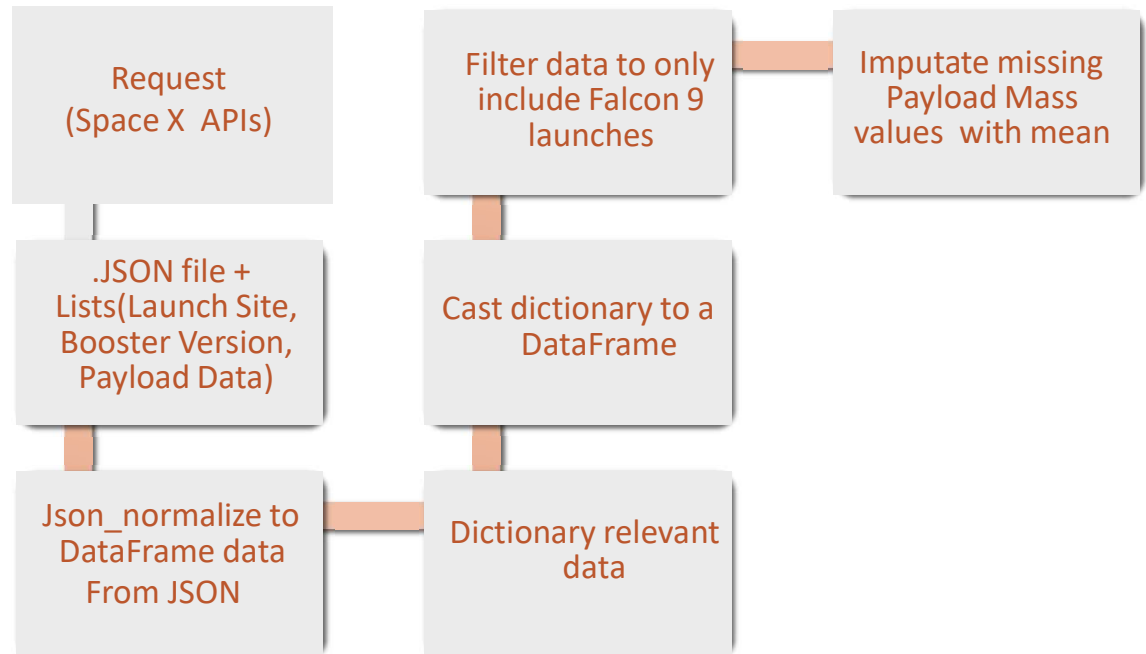 Request
(Space X APIs)
.JSON file +
Lists(Launch Site,
Booster Version,
Payload Data)
Json_normalize to
DataFrame data
From JSON
Dictionary relevant
data
Cast dictionary to a
DataFrame
Filter data to only
include Falcon 9
launches
Imputate missing
Payload Mass
values with mean